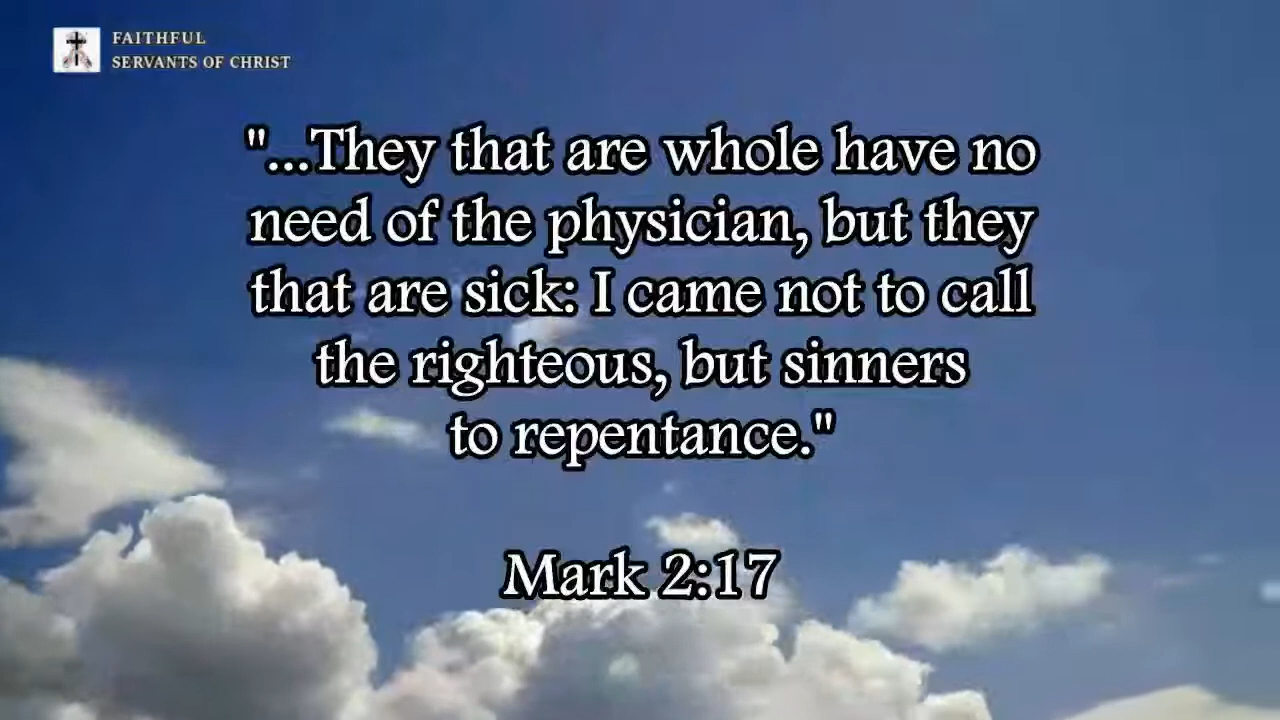 FAITHFUL
SERVANTS OF CHRIST
"...They that are whole have no
need of the physician, but they
that are sick: I came not to call
the righteous, but sinners
to repentance."
Mark 2:17